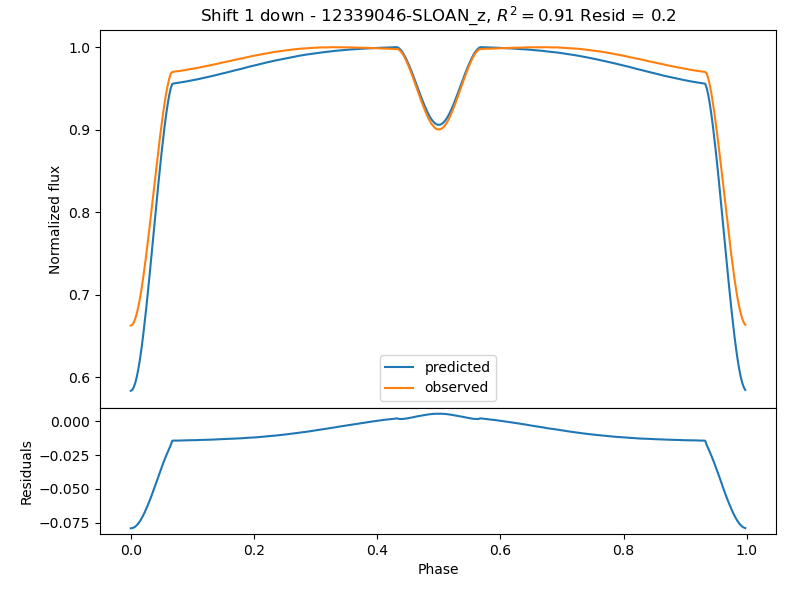 Shift 1 down - 12339046-SLOAN_z, $R^2 = 0.91$ Resid = 0.2
1.0
0.9
0.8
0.7
0.6
Normalized flux
predicted
observed
0.000
−0.025
−0.050
−0.075
Residuals
0.0 0.2 0.4 0.6 0.8 1.0
Phase